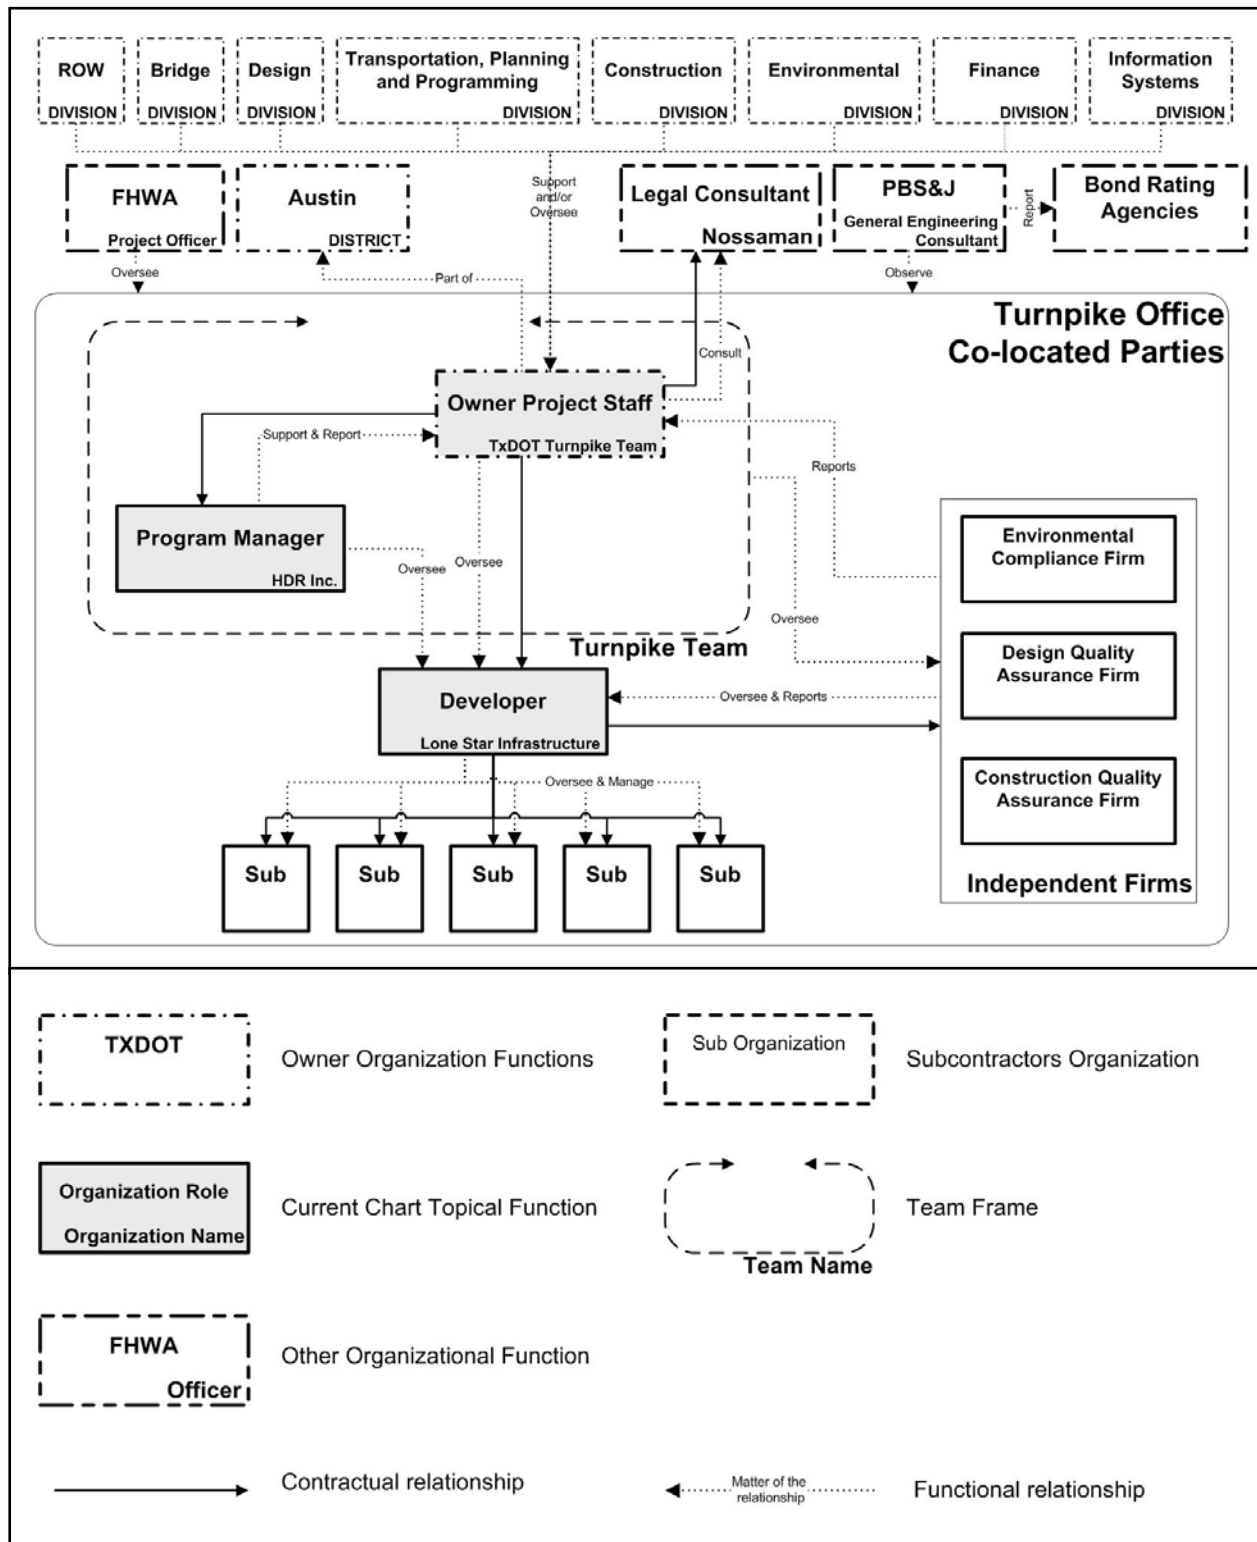 ROW
DIVISION
Bridge
DIVISION
Design
DIVISION
Transportation, Planning
and Programming
DIVISION
Construction
DIVISION
Environmental
DIVISION
Finance
DIVISION
Information
Systems
DIVISION
FHWA
Project Officer
Austin
DISTRICT
Support
and/or
Oversee
Legal Consultant
Nossaman
PBS&J
General Engineering
Consultant
Report
Bond Rating
Agencies
Oversee
Part of
Observe
Turnpike Office
Co-located Parties
Consult
Owner Project Staff
TxDOT Turnpike Team
Support & Report
Reports
Program Manager
HDR Inc.
Oversee
Oversee
Environmental
Compliance Firm
Oversee
Turnpike Team
Design Quality
Assurance Firm
Developer
Lone Star Infrastructure
Oversee & Reports
Oversee & Manage
Construction Quality
Assurance Firm
Sub
Sub
Sub
Sub
Sub
Independent Firms
TXDOT
Owner Organization Functions
Sub Organization
Subcontractors Organization
Organization Role
Organization Name
Current Chart Topical Function
Team Frame
Team Name
FHWA
Officer
Other Organizational Function
Contractual relationship
Matter of the
relationship
Functional relationship